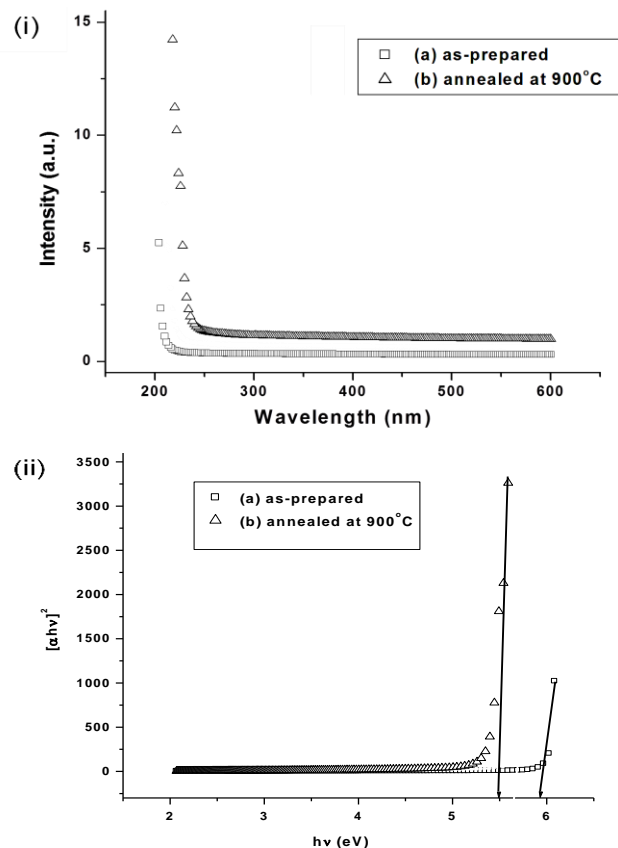 (i)
15
10
5
0
Intensity (a.u.)
(a) as-prepared
(b) annealed at 900°C
200 300 400 500 600
Wavelength (nm)
(ii)
3500
3000
2500
2000
1500
1000
500
0
[αhν]²
(a) as-prepared
(b) annealed at 900°C
2 3 4 5 6
hν (eV)